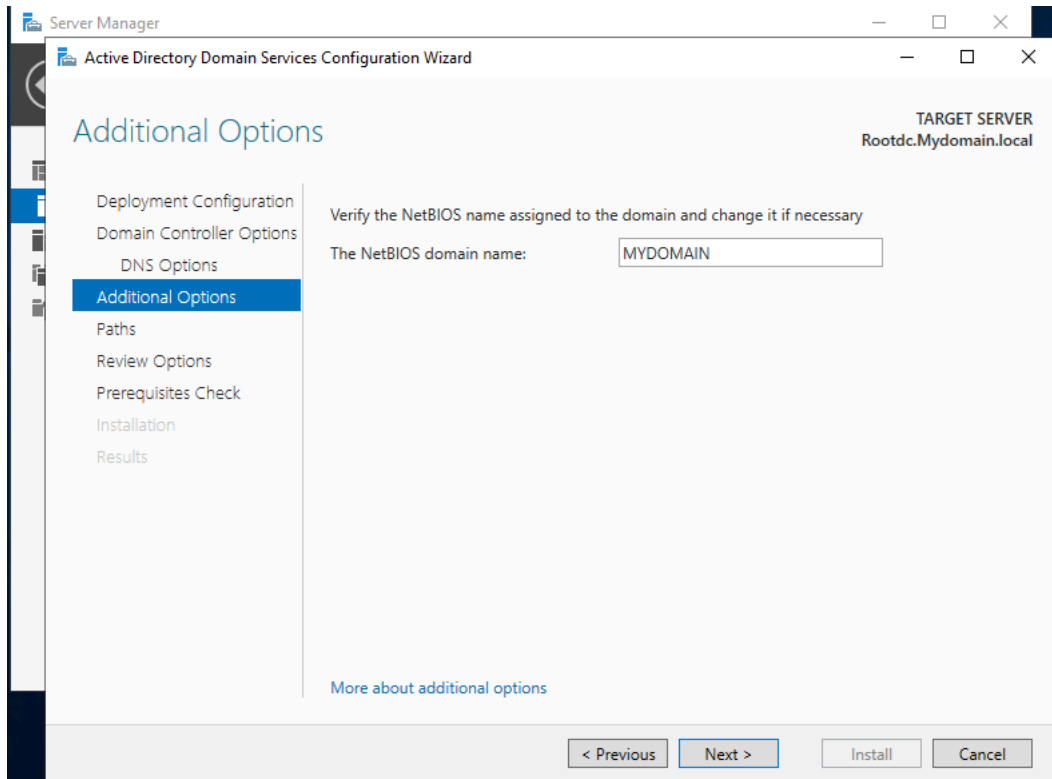 Server Manager
Active Directory Domain Services Configuration Wizard
Additional Options
TARGET SERVER
Rootdc.Mydomain.local
Deployment Configuration
Domain Controller Options
DNS Options
Additional Options
Paths
Review Options
Prerequisites Check
Installation
Results
Verify the NetBIOS name assigned to the domain and change it if necessary
The NetBIOS domain name: MYDOMAIN
More about additional options
< Previous Next > Install Cancel